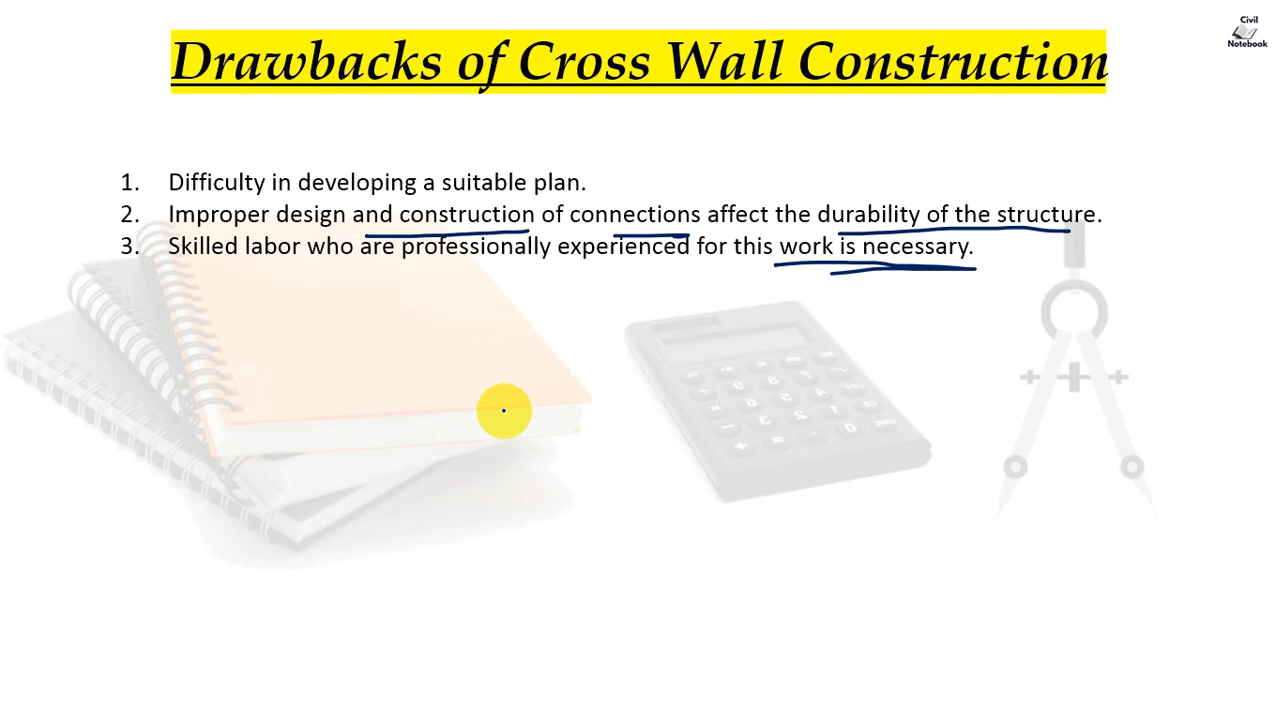 Civil
Notebook
Drawbacks of Cross Wall Construction
1. Difficulty in developing a suitable plan.
2. Improper design and construction of connections affect the durability of the structure.
3. Skilled labor who are professionally experienced for this work is necessary.